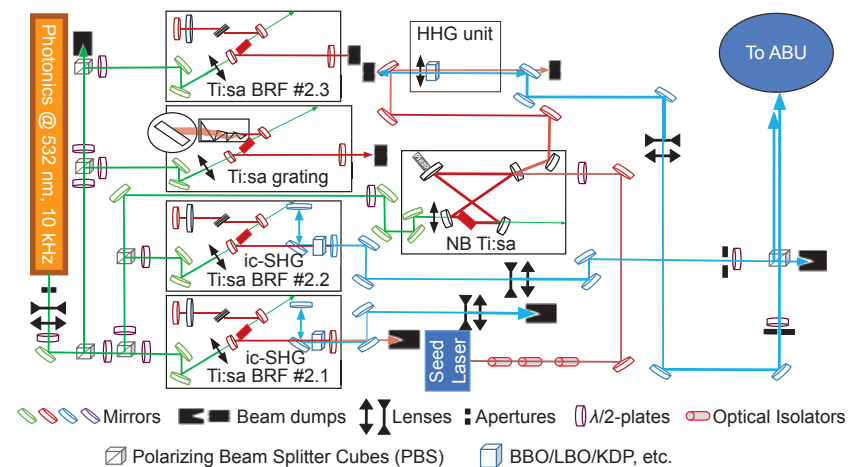 Photonics @ 532 nm, 10 kHz
Ti:sa BRF #2.3
HHG unit
To ABU
Ti:sa grating
NB Ti:sa
ic-SHG
Ti:sa BRF #2.2
ic-SHG
Ti:sa BRF #2.1
Seed
Laser
Mirrors
Beam dumps
Lenses
Apertures
λ/2-plates
Optical Isolators
Polarizing Beam Splitter Cubes (PBS)
BBO/LBO/KDP, etc.